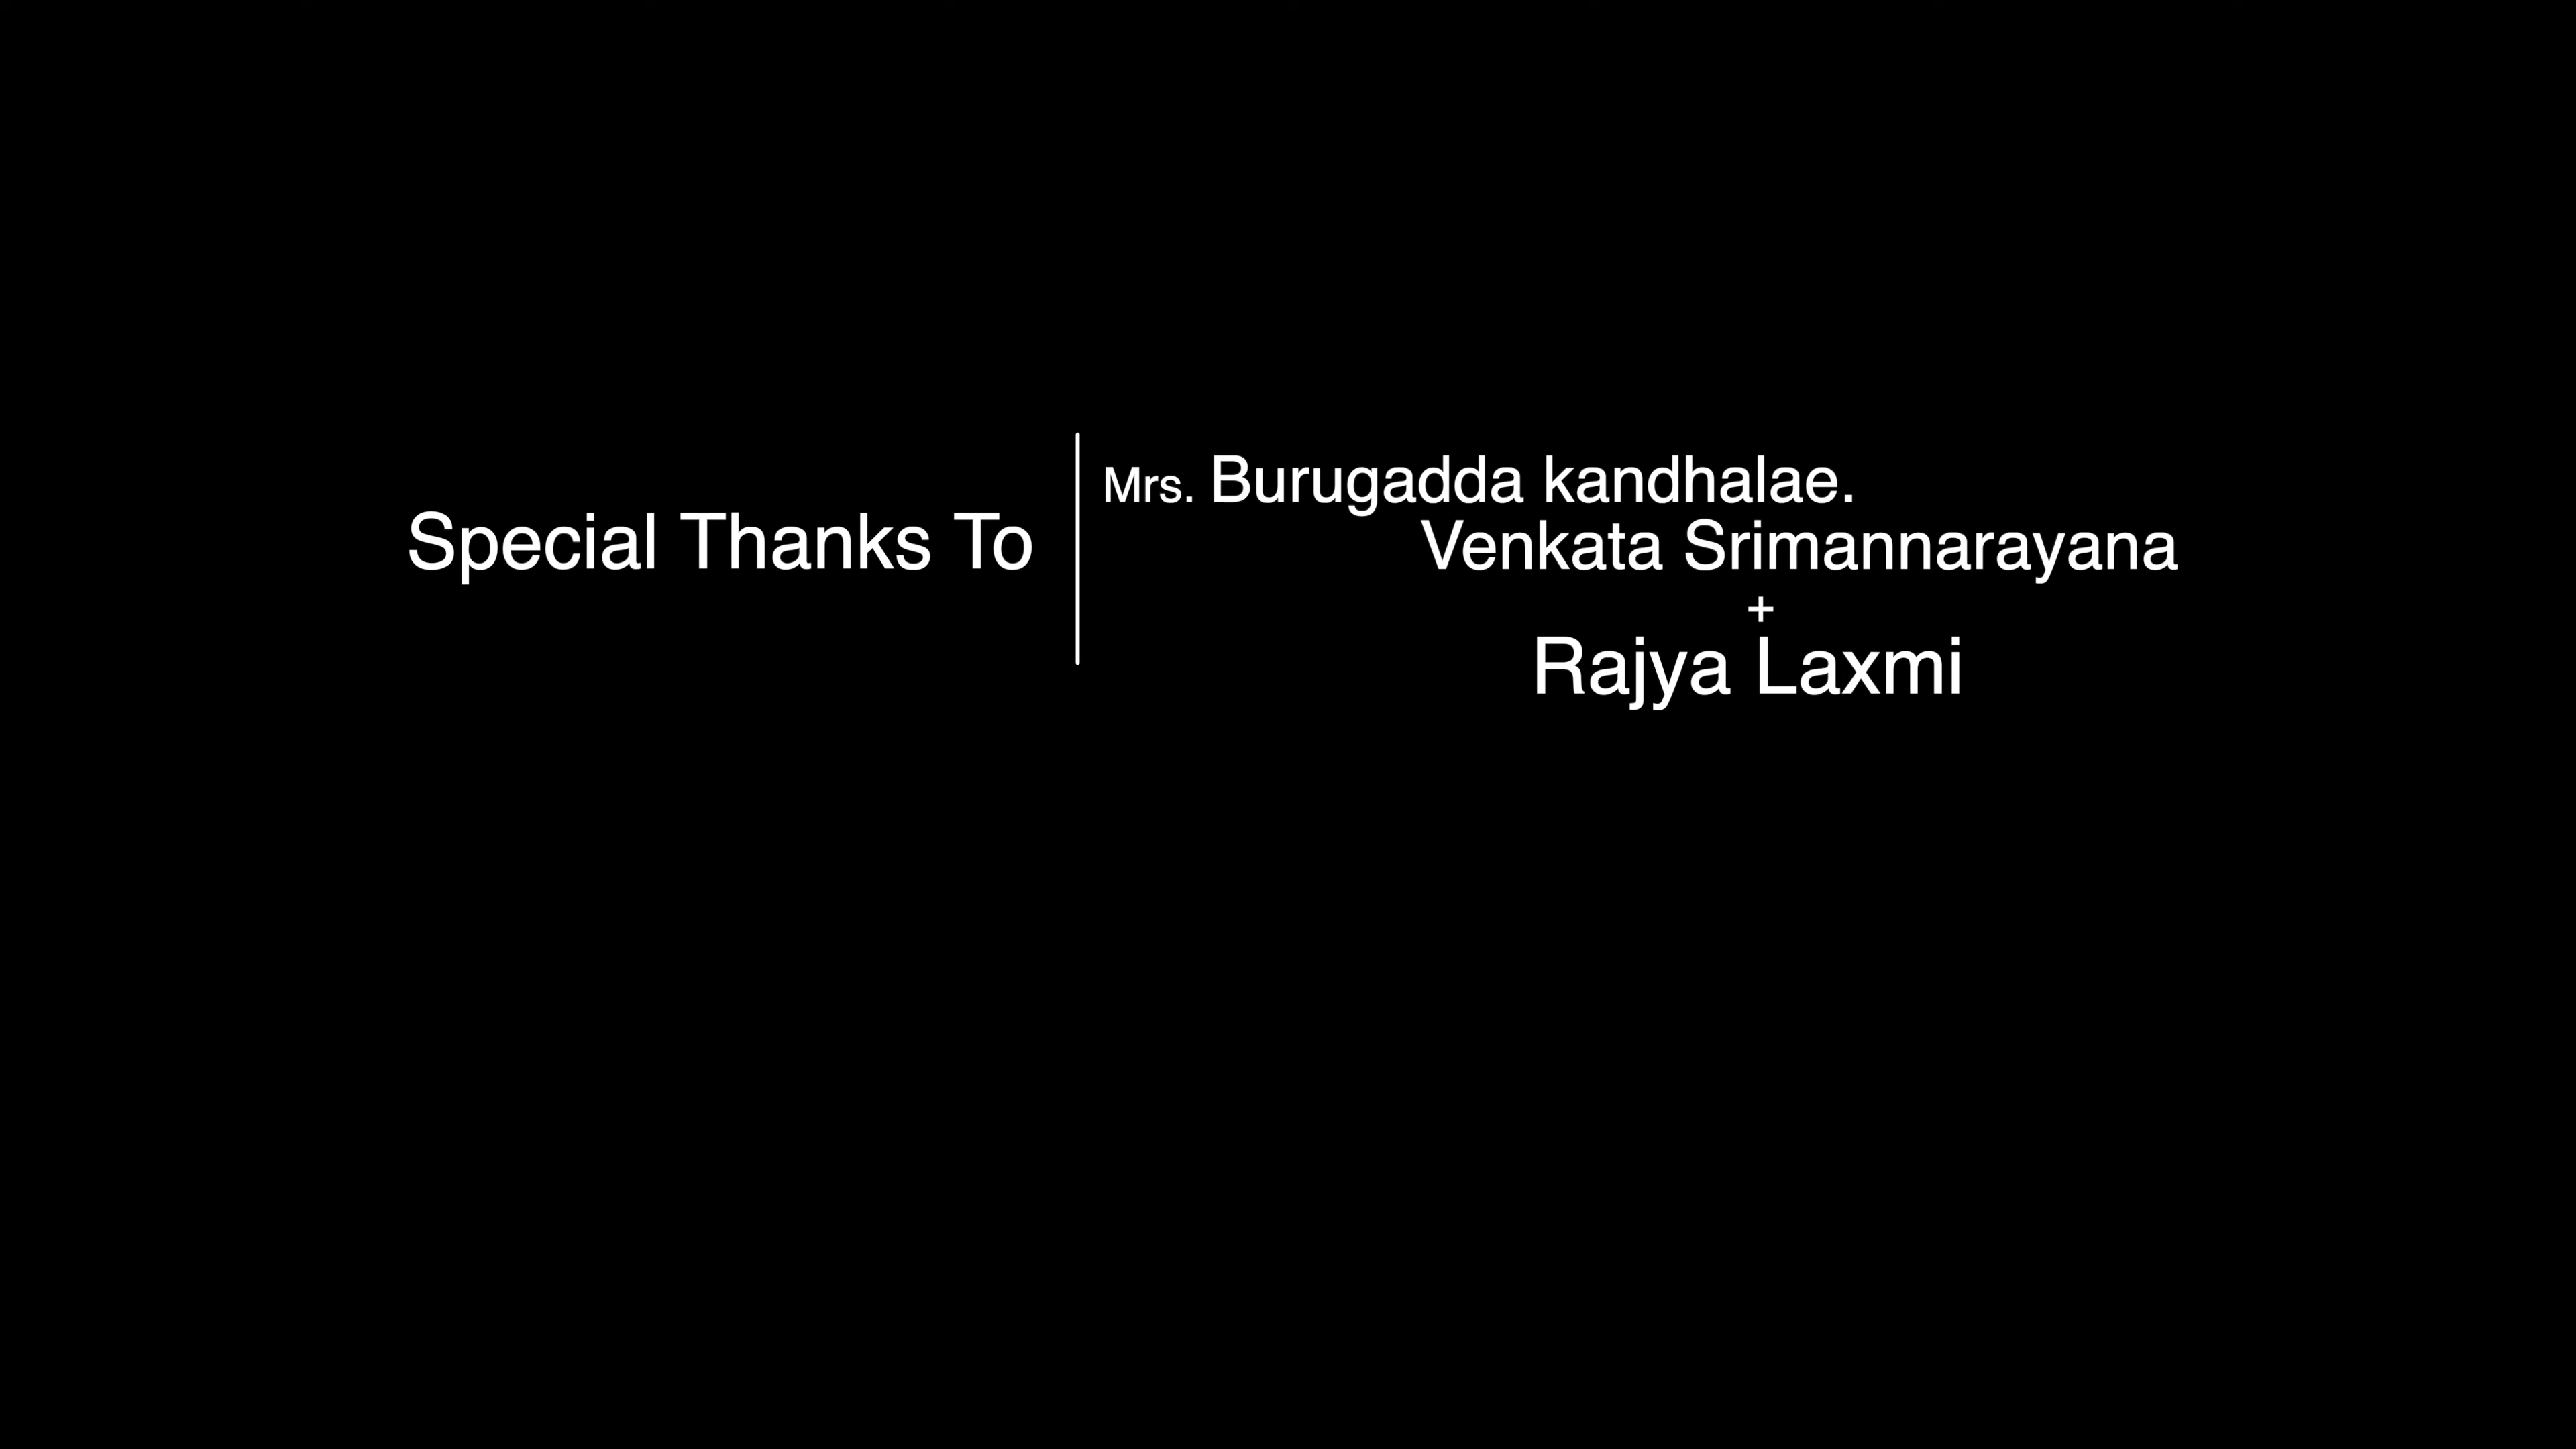 Special Thanks To
Mrs. Burugadda kandhalae.
Venkata Srimannarayana
+
Rajya Laxmi